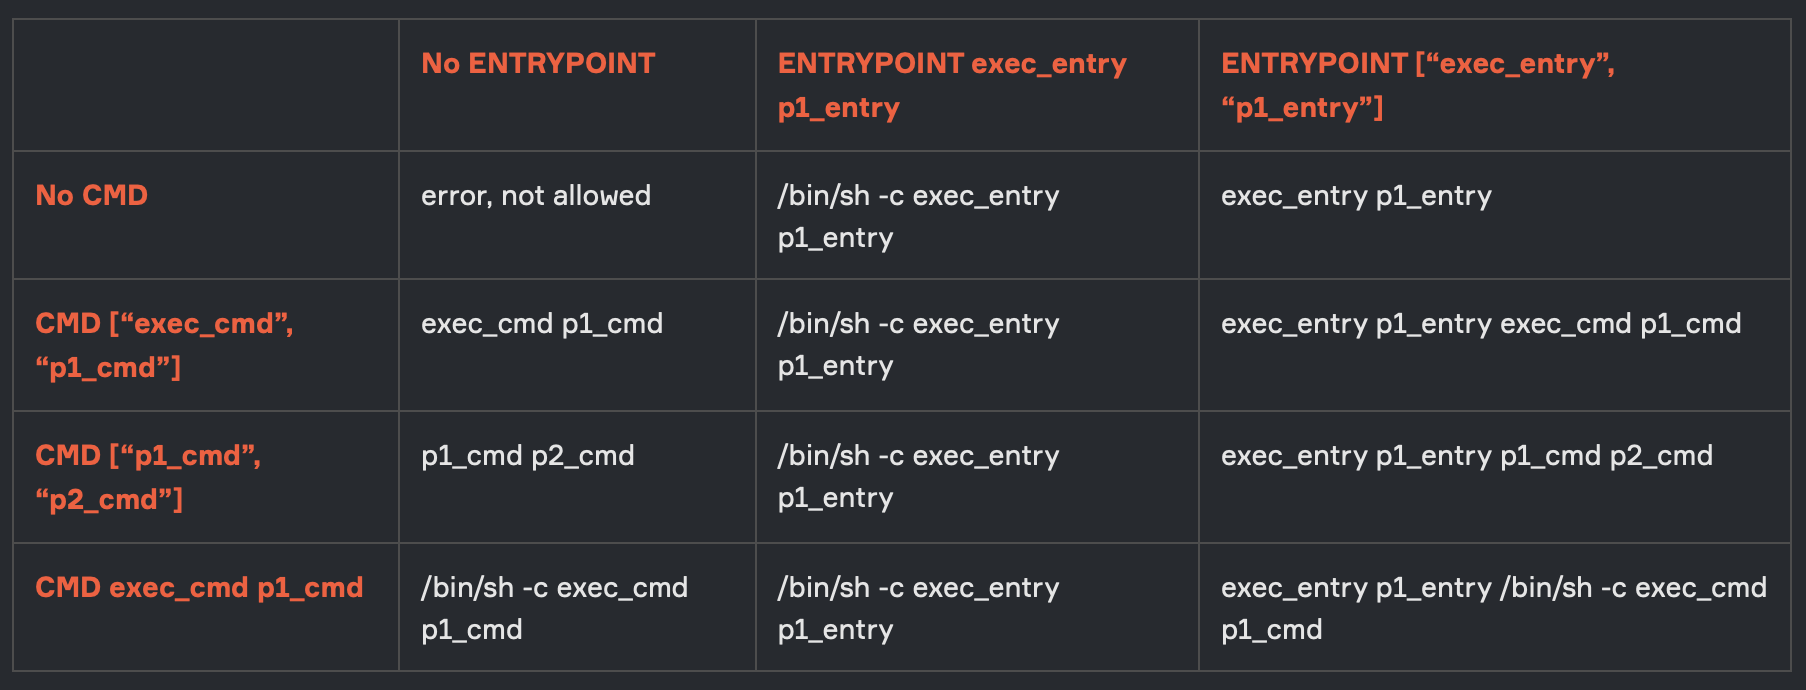 No ENTRYPOINT
ENTRYPOINT exec_entry
p1_entry
ENTRYPOINT [“exec_entry”,
“p1_entry”]
No CMD
error, not allowed
/bin/sh -c exec_entry
p1_entry
exec_entry p1_entry
CMD [“exec_cmd”,
“p1_cmd”]
exec_cmd p1_cmd
/bin/sh -c exec_entry
p1_entry
exec_entry p1_entry exec_cmd p1_cmd
CMD [“p1_cmd”,
“p2_cmd”]
p1_cmd p2_cmd
/bin/sh -c exec_entry
p1_entry
exec_entry p1_entry p1_cmd p2_cmd
CMD exec_cmd p1_cmd
/bin/sh -c exec_cmd
p1_cmd
/bin/sh -c exec_entry
p1_entry
exec_entry p1_entry /bin/sh -c exec_cmd
p1_cmd